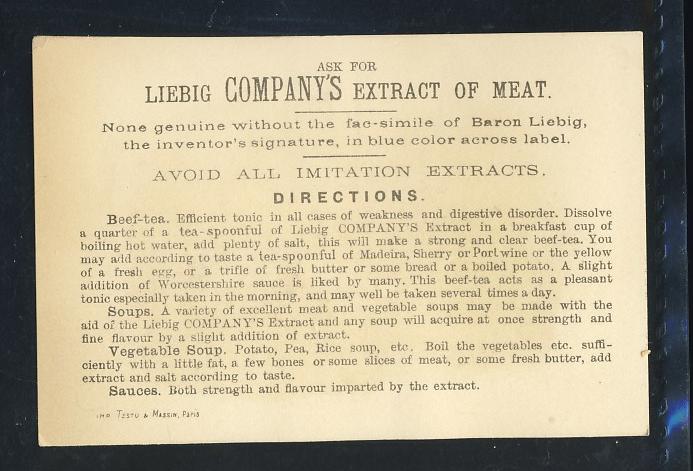 ASK FOR
LIEBIG COMPANY'S EXTRACT OF MEAT.
None genuine without the fac-simile of Baron Liebig,
the inventor's signature, in blue color across label.
AVOID ALL IMITATION EXTRACTS.
DIRECTIONS.
Beef-tea. Efficient tonic in all cases of weakness and digestive disorder. Dissolve
a quarter of a tea-spoonful of Liebig COMPANY'S Extract in a breakfast cup of
boiling hot water, add plenty of salt, this will make a strong and clear beef-tea. You
may add according to taste a tea-spoonful of Madeira, Sherry or Port wine or the yellow
of a fresh egg, or a trifle of fresh butter or some bread or a boiled potato. A slight
addition of Worcestershire sauce is liked by many. This beef-tea acts as a pleasant
tonic especially taken in the morning, and may well be taken several times a day.
Soups. A variety of excellent meat and vegetable soups may be made with the
aid of the Liebig COMPANY'S Extract and any soup will acquire at once strength and
fine flavour by a slight addition of extract.
Vegetable Soup. Potato, Pea, Rice soup, etc. Boil the vegetables etc. suffi-
ciently with a little fat, a few bones or some slices of meat, or some fresh butter, add
extract and salt according to taste.
Sauces. Both strength and flavour imparted by the extract.
IMP. TESTU & MASSIN, PARIS